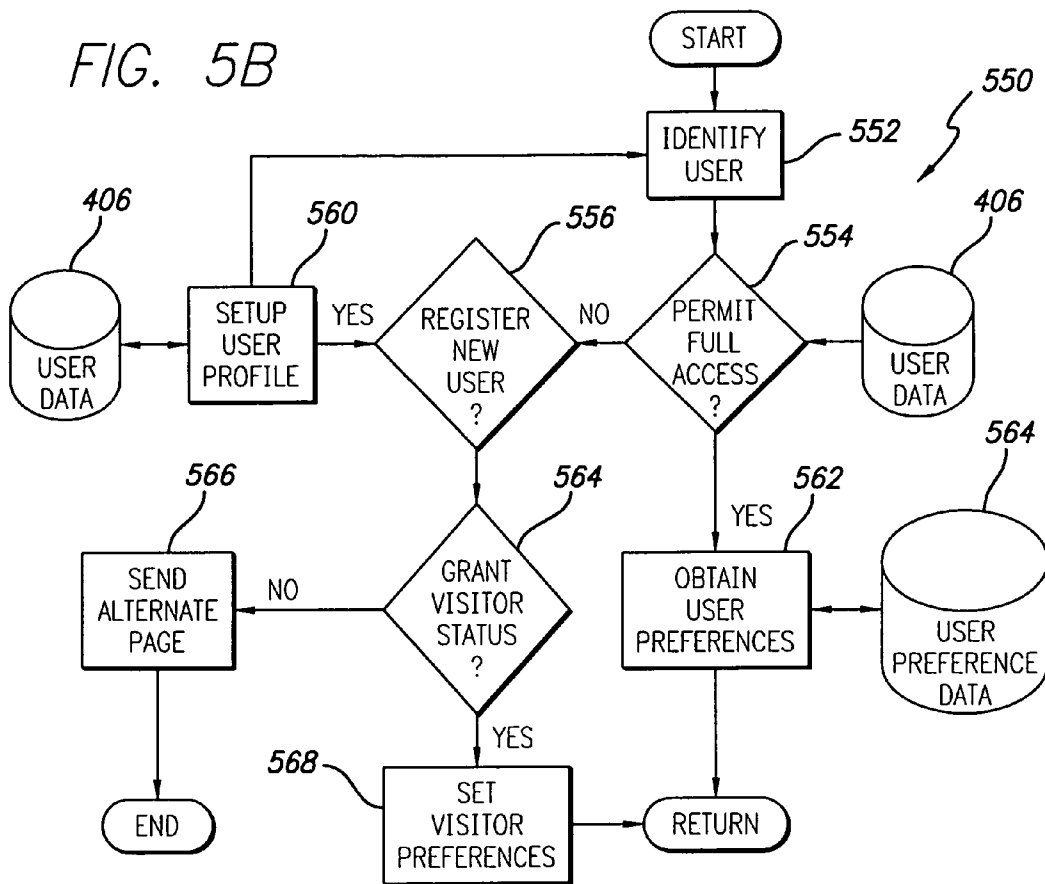 FIG. 5B
START
550
IDENTIFY
USER
552
406
560
556
554
406
USER
DATA
SETUP
USER
PROFILE
YES
REGISTER
NEW
USER
?
NO
PERMIT
FULL
ACCESS
?
USER
DATA
566
564
562
564
YES
SEND
ALTERNATE
PAGE
NO
GRANT
VISITOR
STATUS
?
OBTAIN
USER
PREFERENCES
USER
PREFERENCE
DATA
YES
568
END
SET
VISITOR
PREFERENCES
RETURN